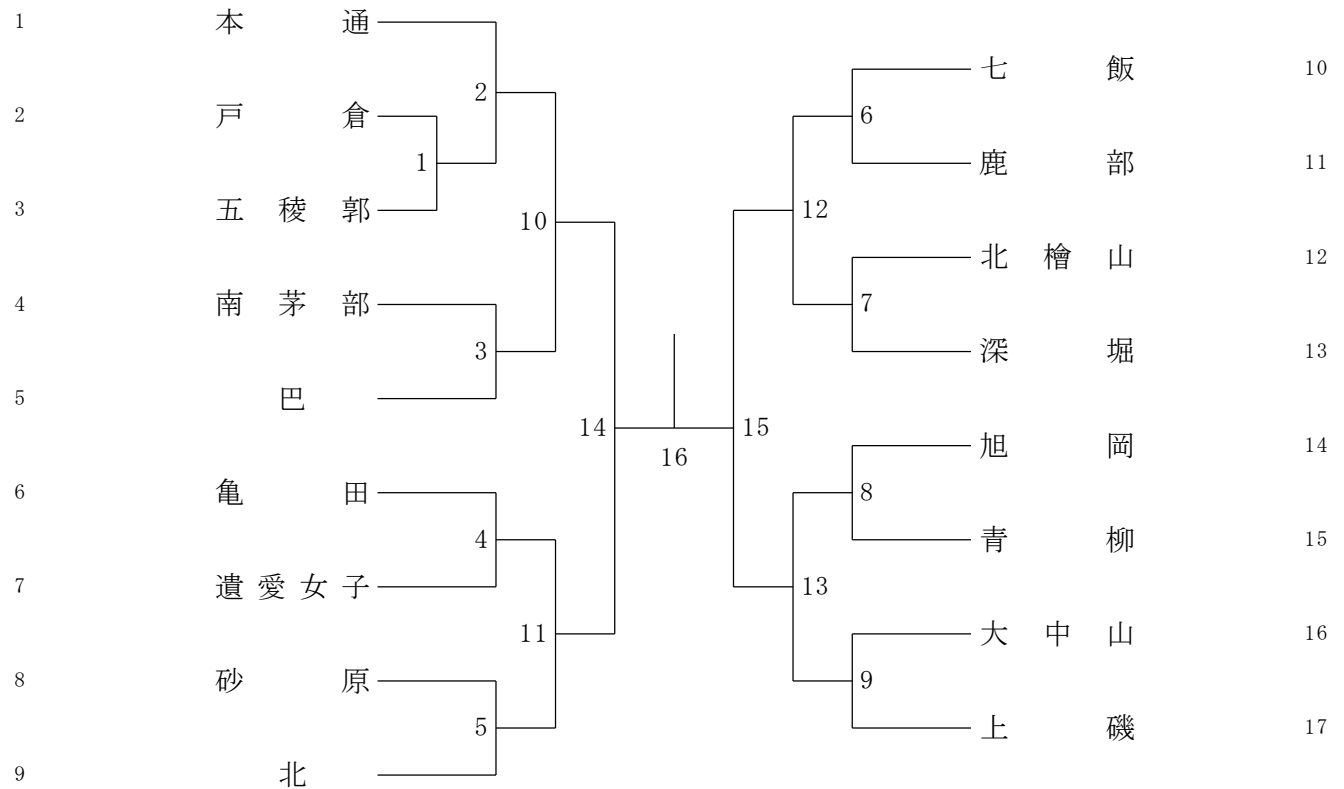 1 本通
七飯 10
2
2 戸倉
6
1
鹿部 11
3 五稜郭
12
10
北檜山 12
4 南茅部
7
3
深堀 13
5 巴
14
15
旭岡 14
16
6 亀田
8
4
青柳 15
7 遺愛女子
13
11
大中山 16
8 砂原
9
5
上磯 17
9 北